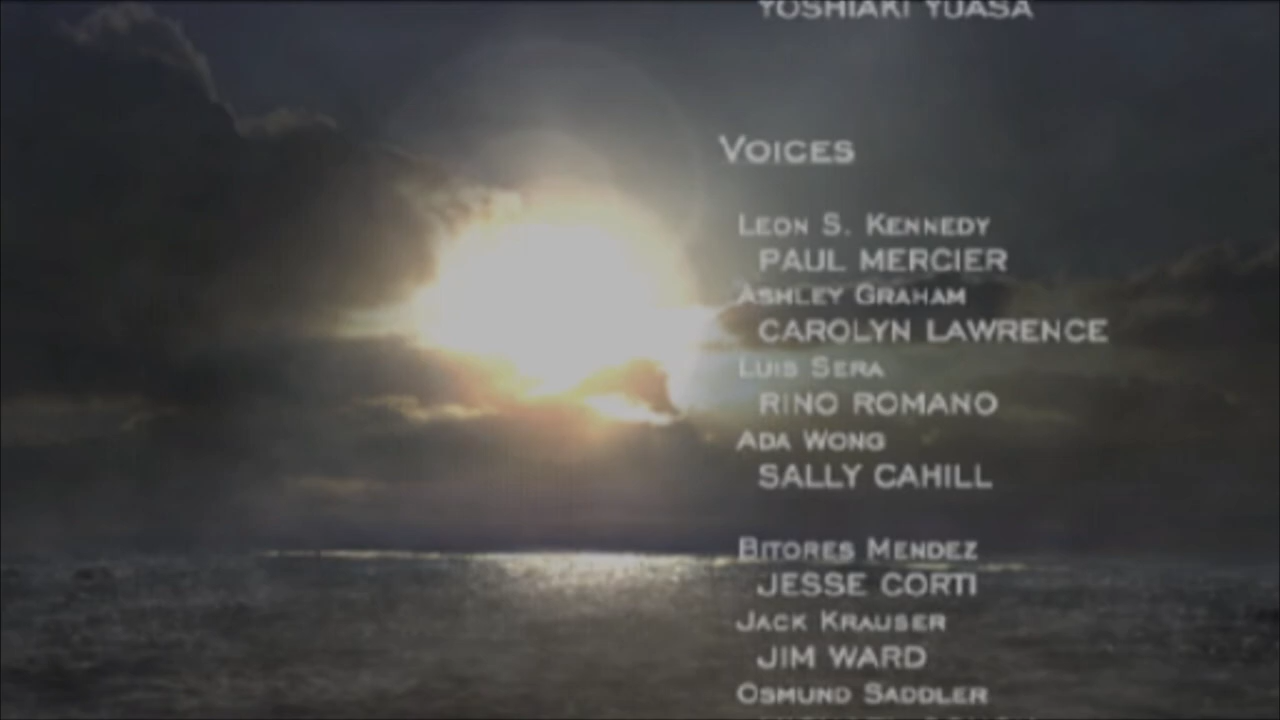 YOSHIAKI YUASA
VOICES
LEON S. KENNEDY
PAUL MERCIER
ASHLEY GRAHAM
CAROLYN LAWRENCE
LUIS SERA
RINO ROMANO
ADA WONG
SALLY CAHILL
BITORES MENDEZ
JESSE CORTI
JACK KRAUSER
JIM WARD
OSMUND SADDLER